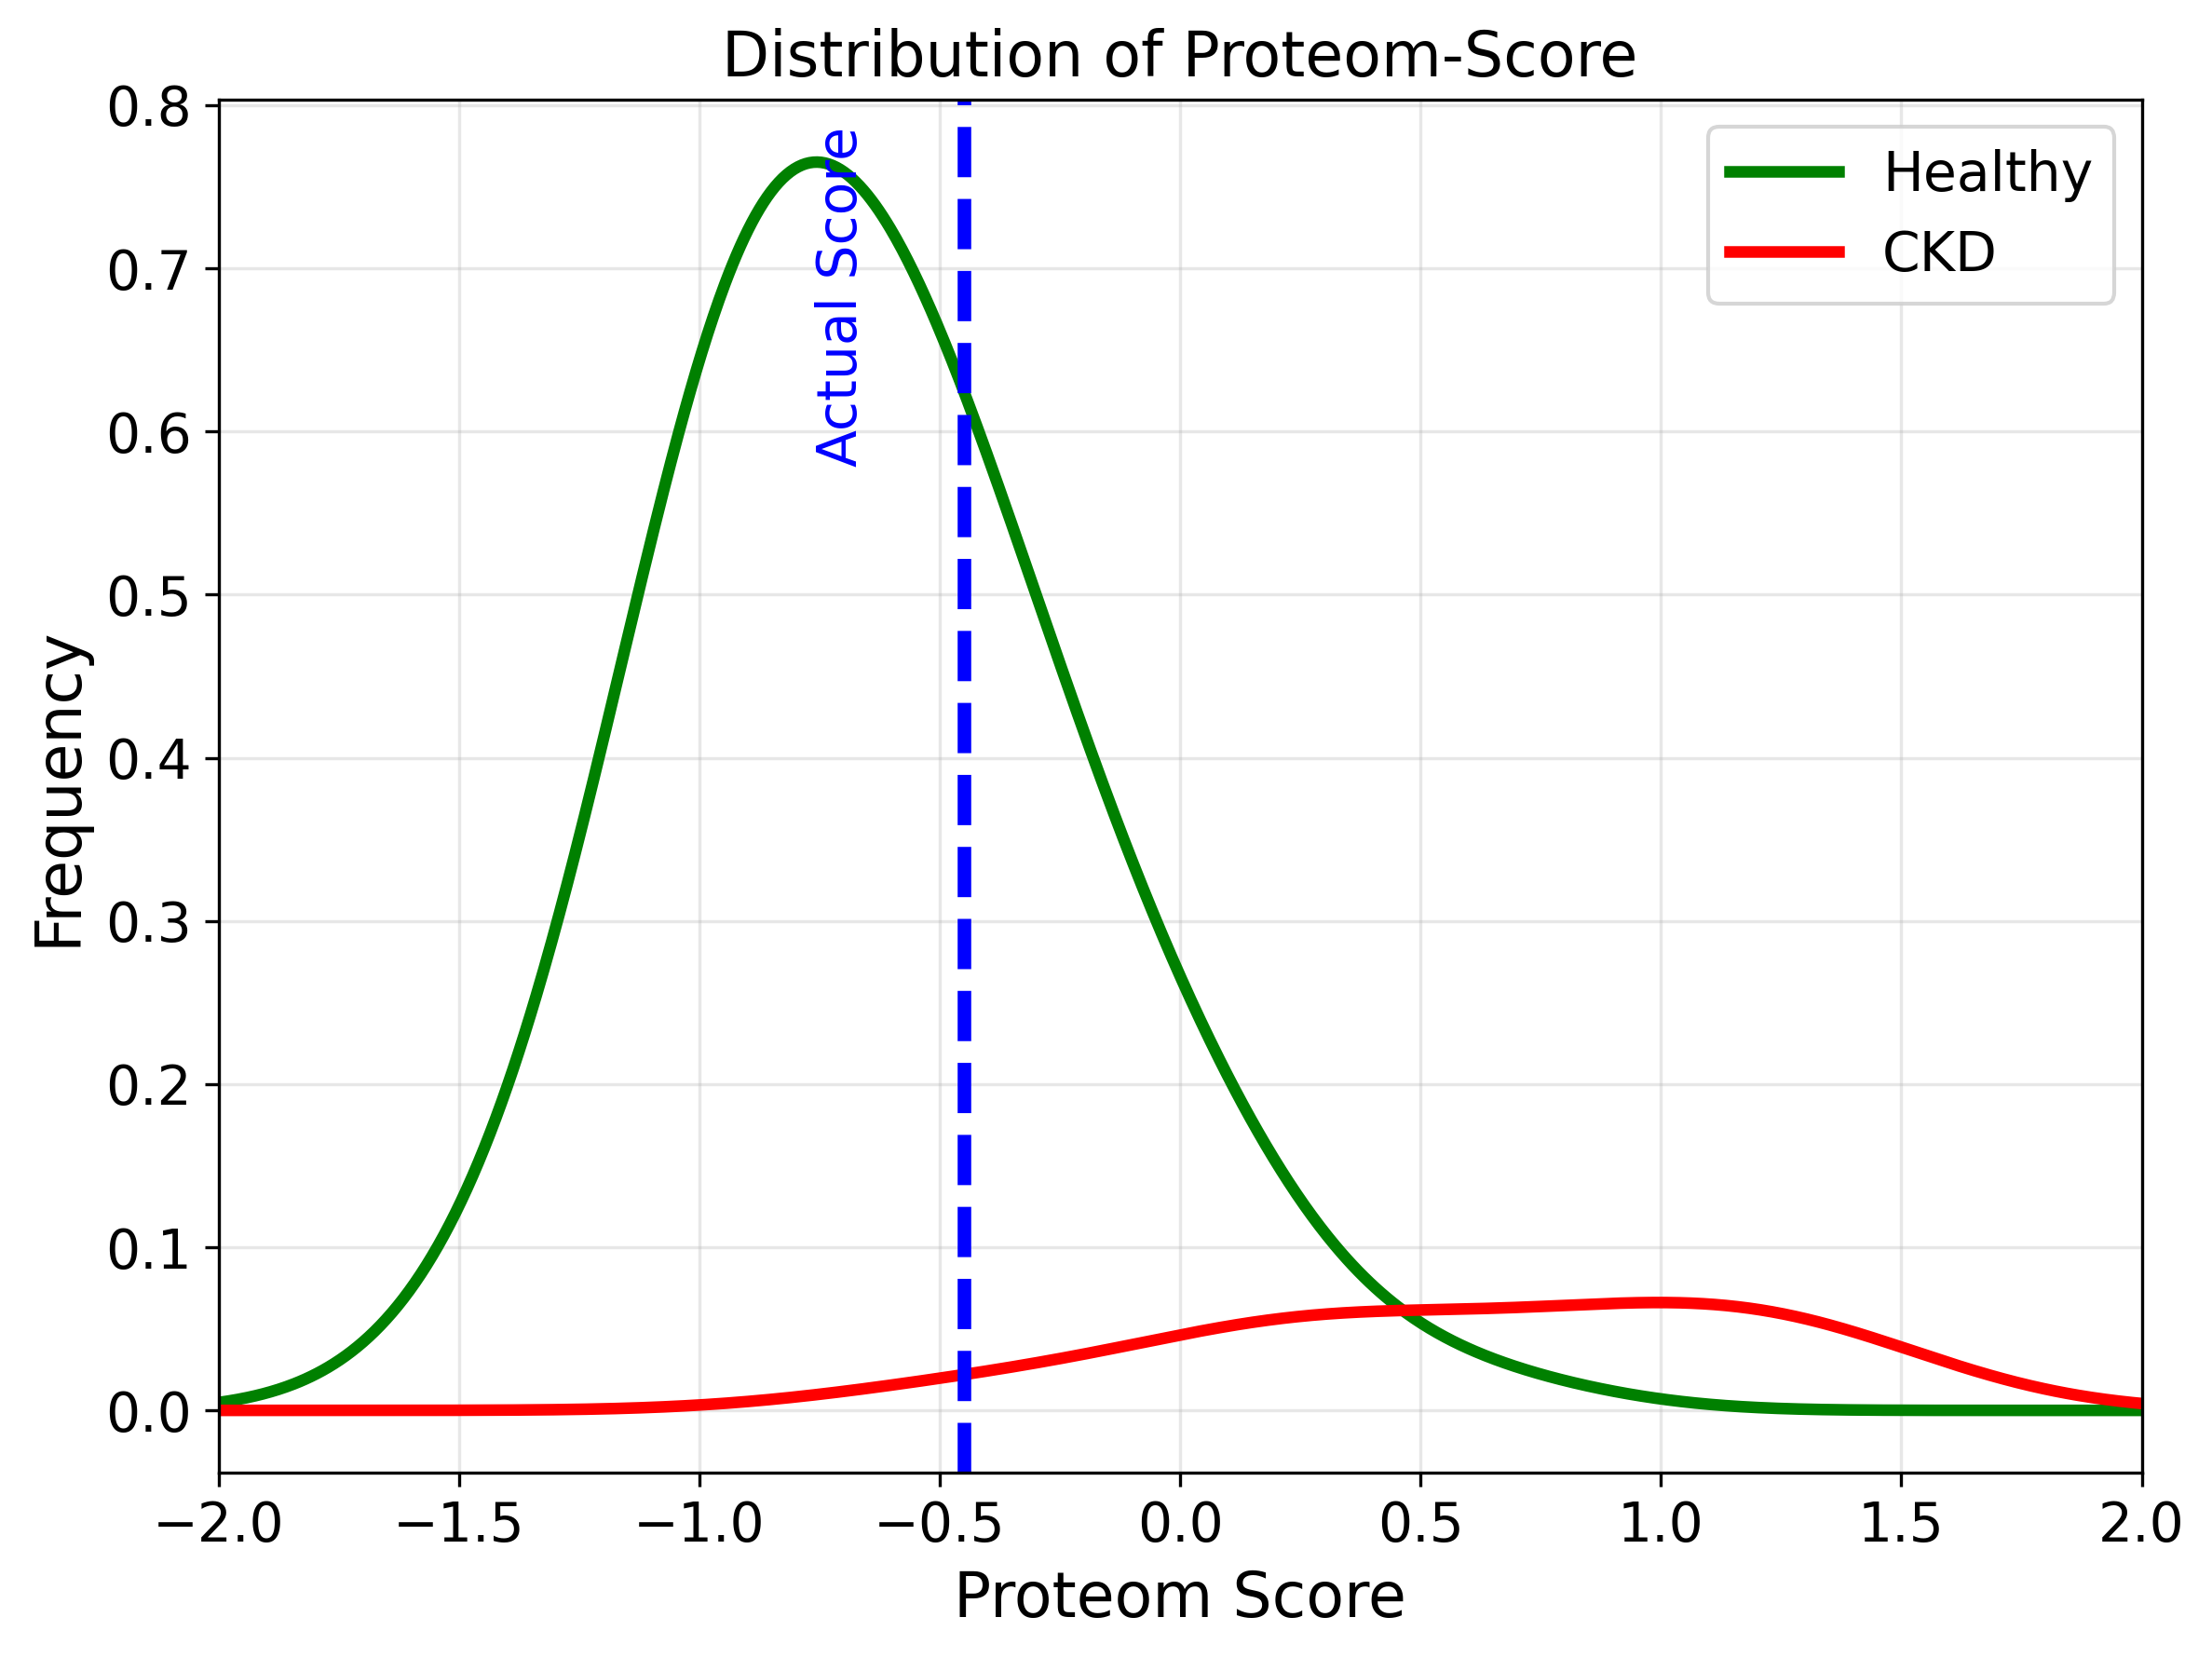 Distribution of Proteom-Score
Actual Score
Healthy
CKD
Frequency
0.8
0.7
0.6
0.5
0.4
0.3
0.2
0.1
0.0
−2.0 −1.5 −1.0 −0.5 0.0 0.5 1.0 1.5 2.0
Proteom Score